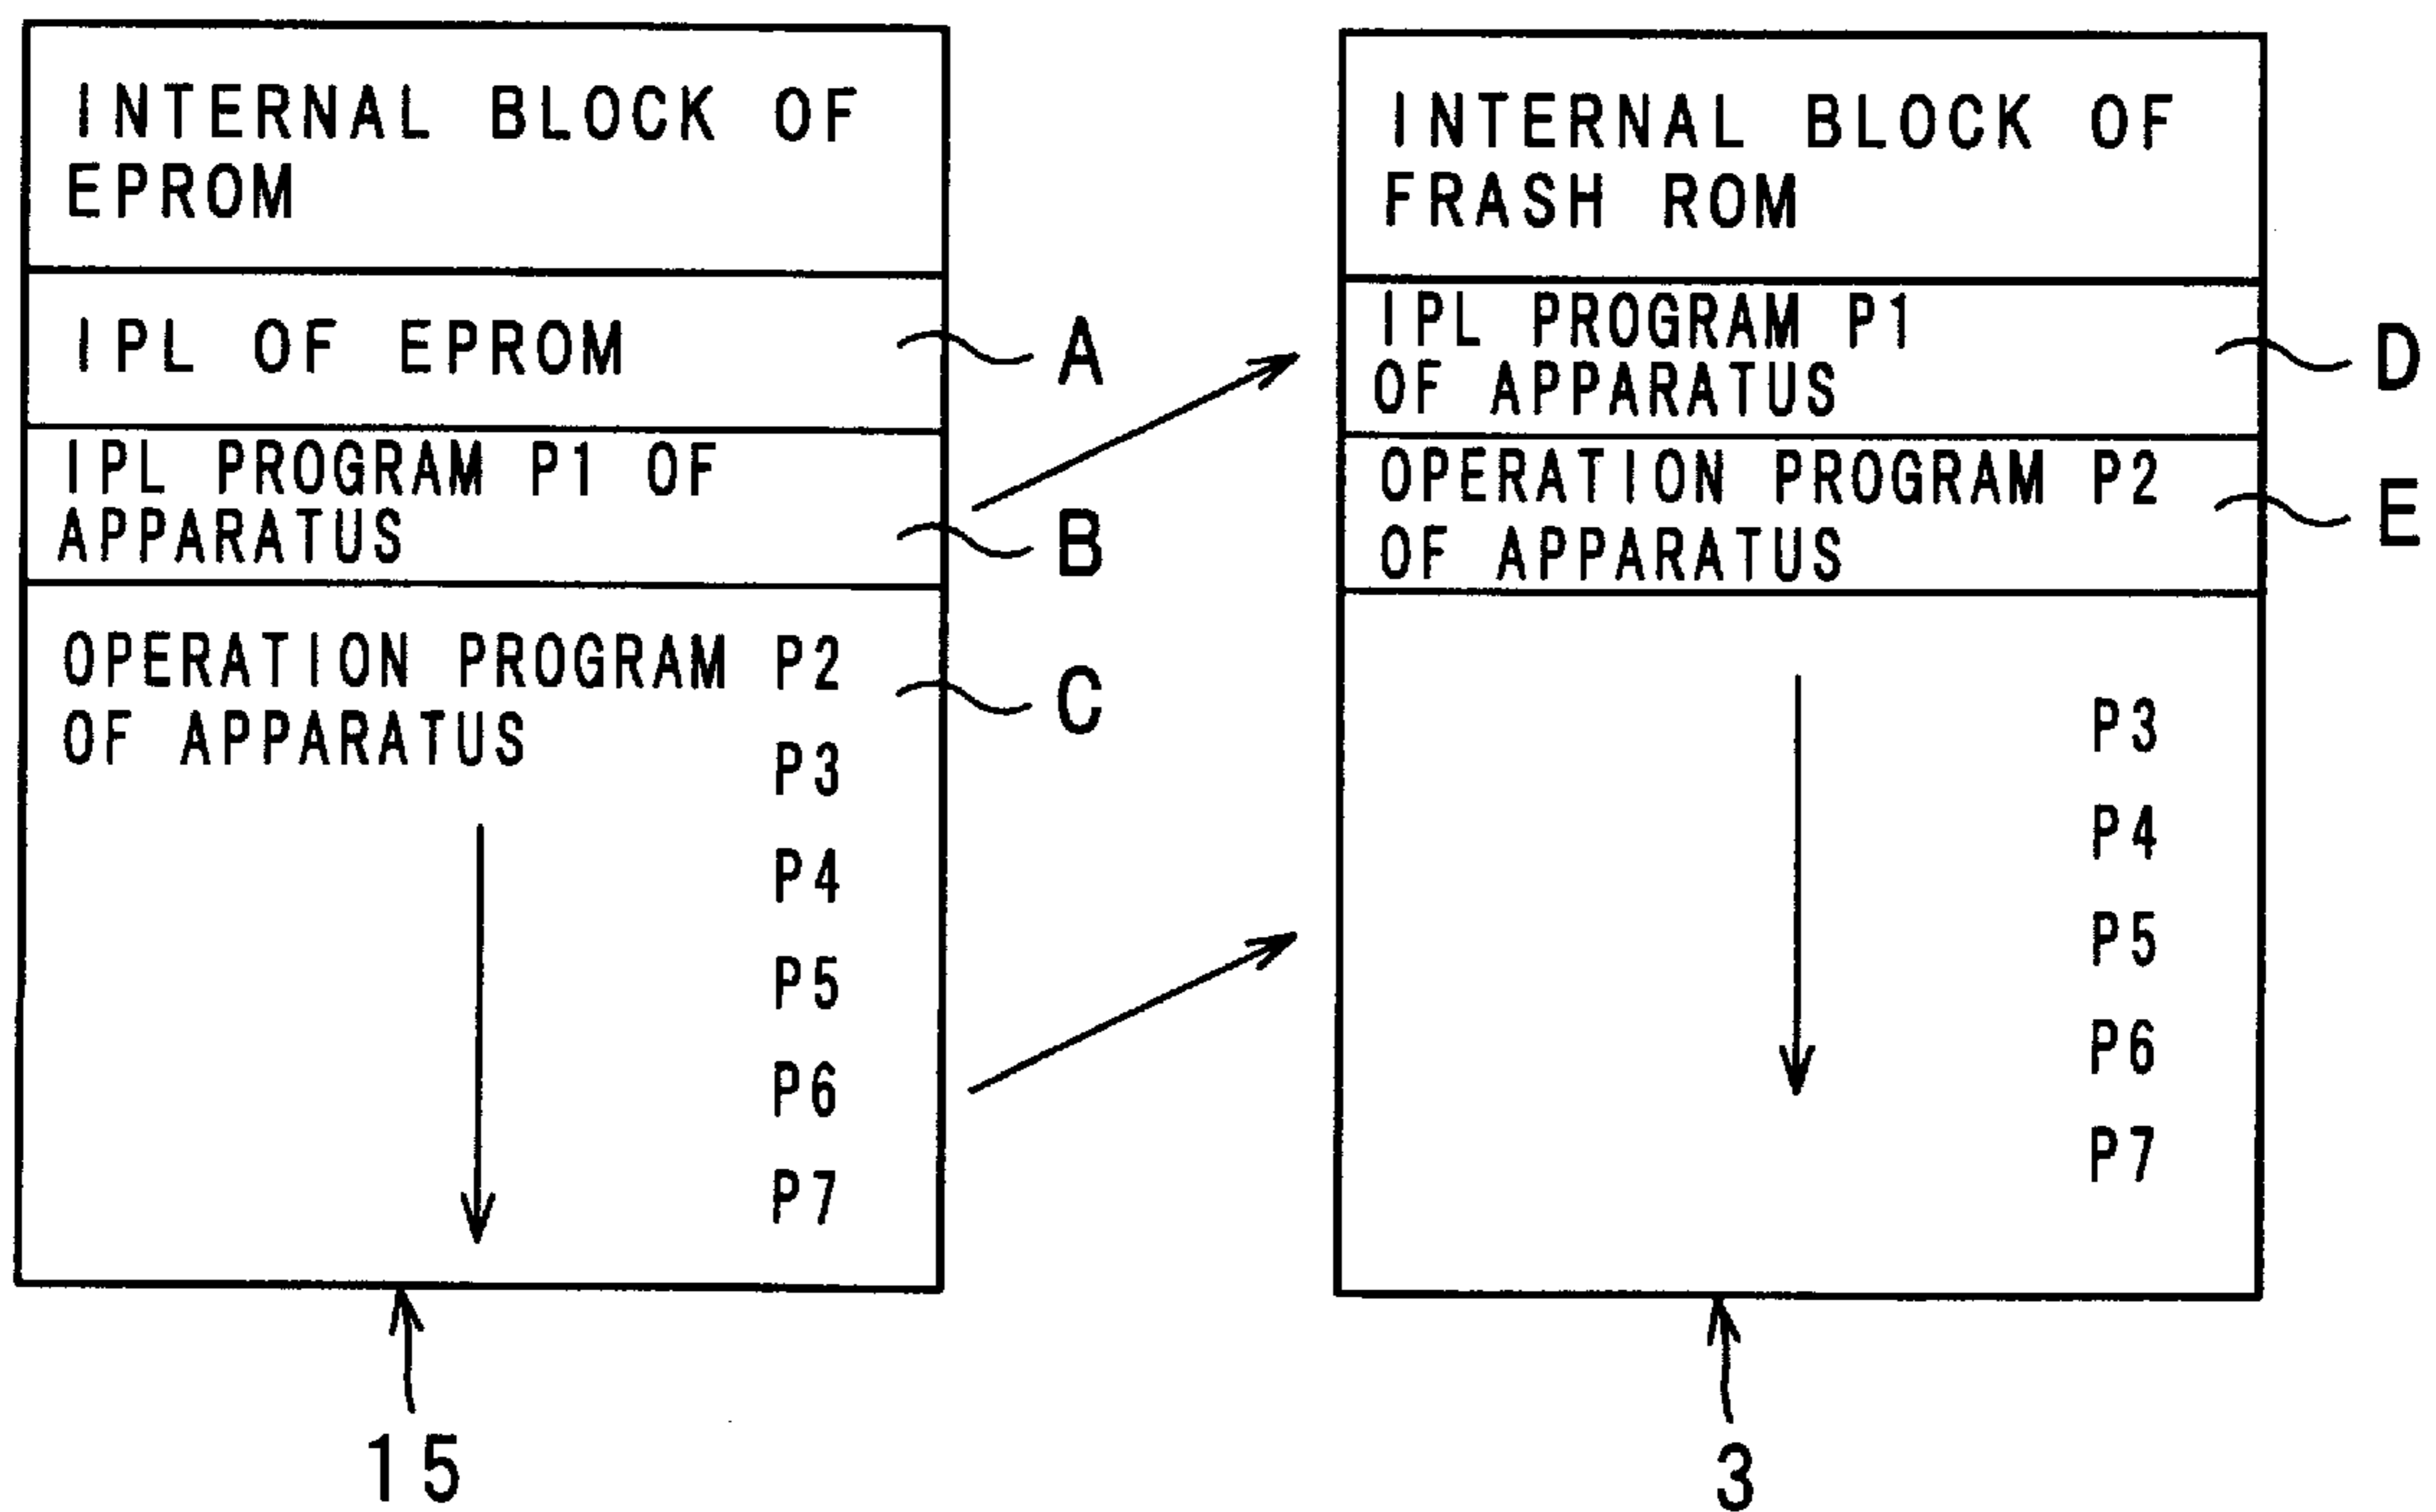 INTERNAL BLOCK OF
EPROM
IPL OF EPROM
A
IPL PROGRAM P1 OF
APPARATUS
B
OPERATION PROGRAM P2
OF APPARATUS
C
P3
P4
P5
P6
P7
15
INTERNAL BLOCK OF
FRASH ROM
IPL PROGRAM P1
OF APPARATUS
D
OPERATION PROGRAM P2
OF APPARATUS
E
P3
P4
P5
P6
P7
3